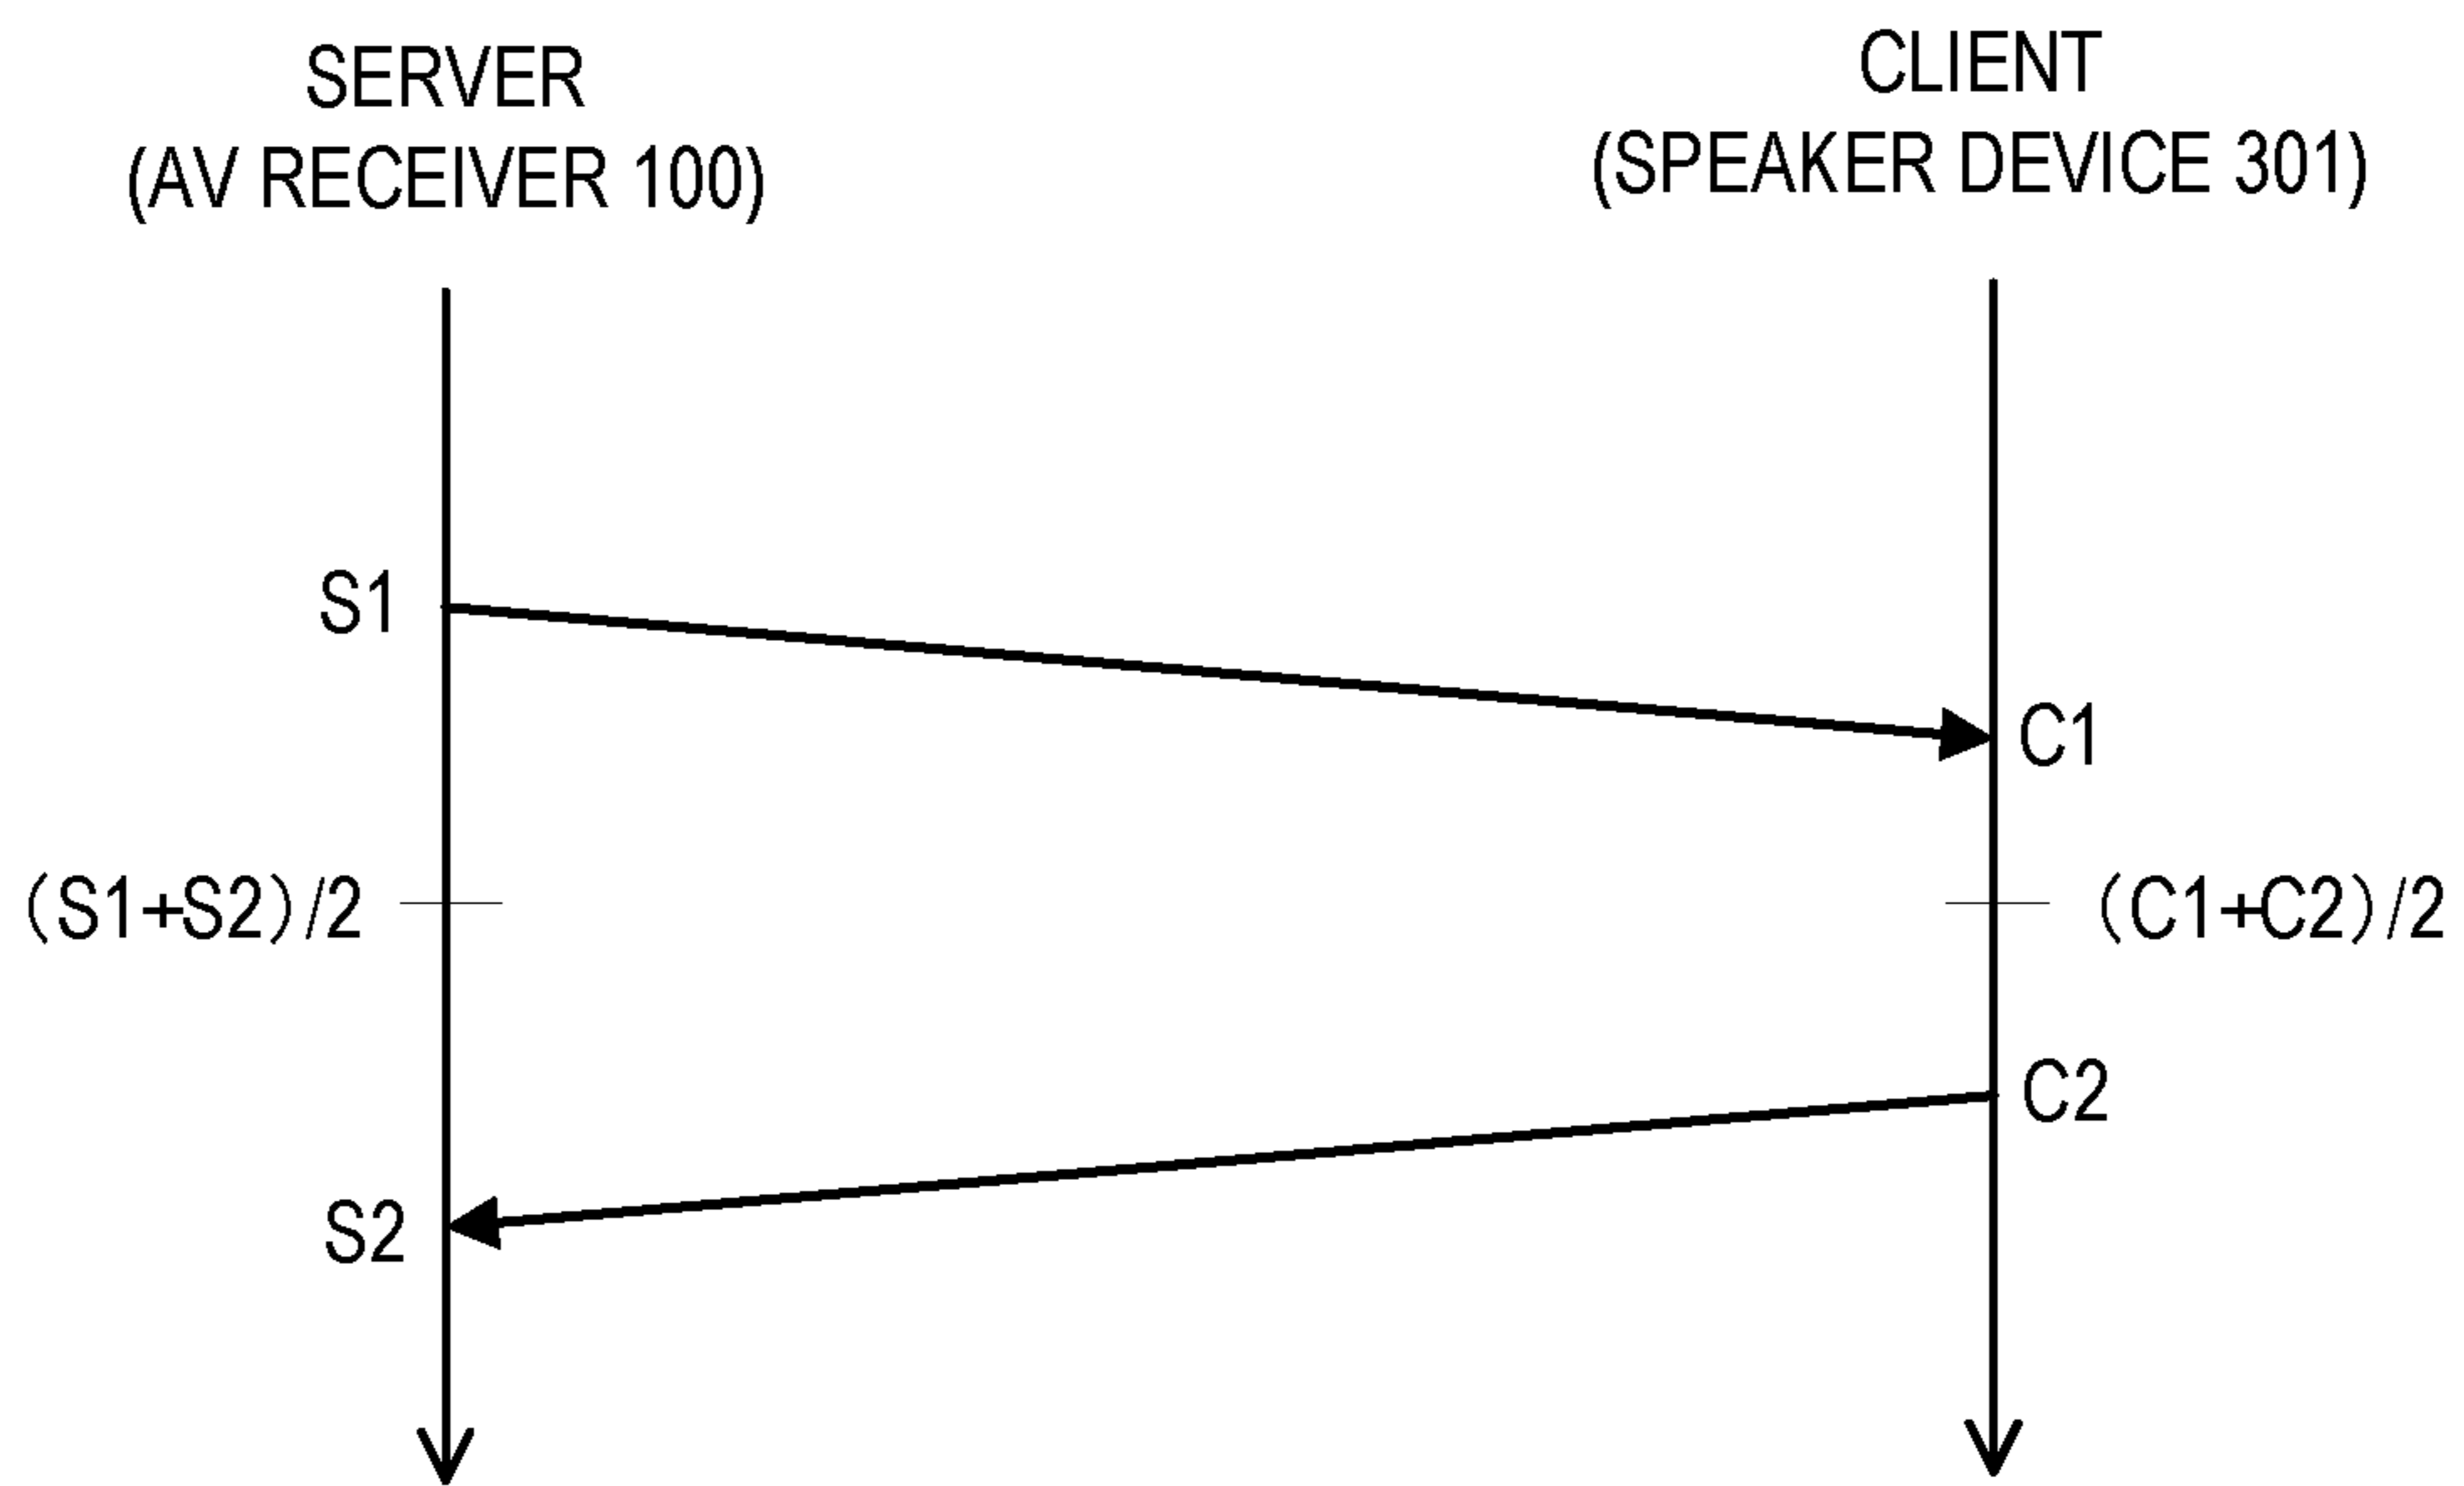 SERVER
(AV RECEIVER 100)
CLIENT
(SPEAKER DEVICE 301)
S1
C1
(S1+S2)/2
(C1+C2)/2
C2
S2